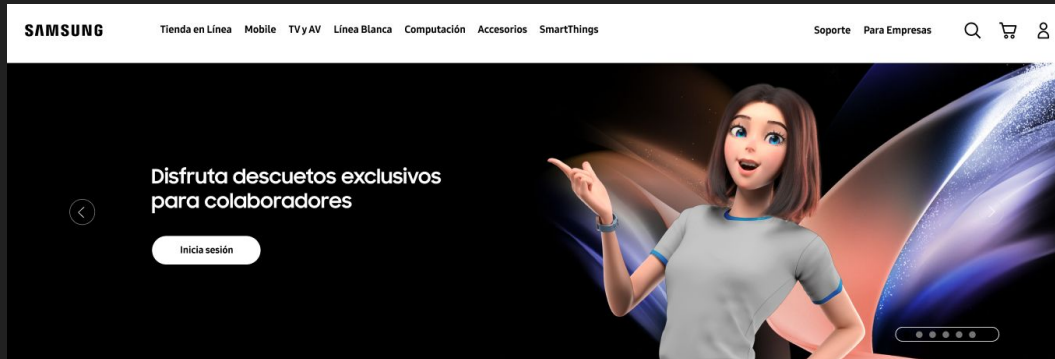 SAMSUNG
Tienda en Línea Mobile TV y AV Línea Blanca Computación Accesorios SmartThings
Soporte Para Empresas
Disfruta descuetos exclusivos
para colaboradores
Inicia sesión